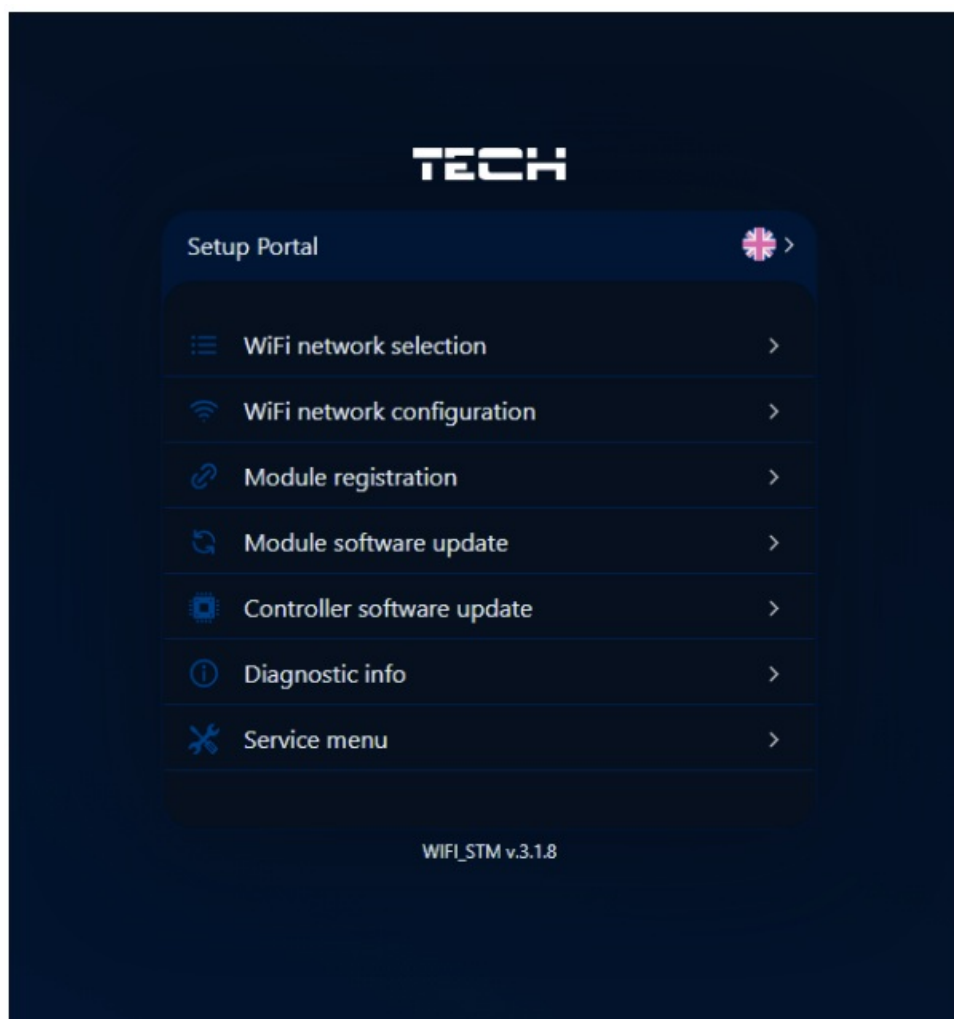 TECH
Setup Portal
WiFi network selection
WiFi network configuration
Module registration
Module software update
Controller software update
Diagnostic info
Service menu
WIFI_STM v.3.1.8